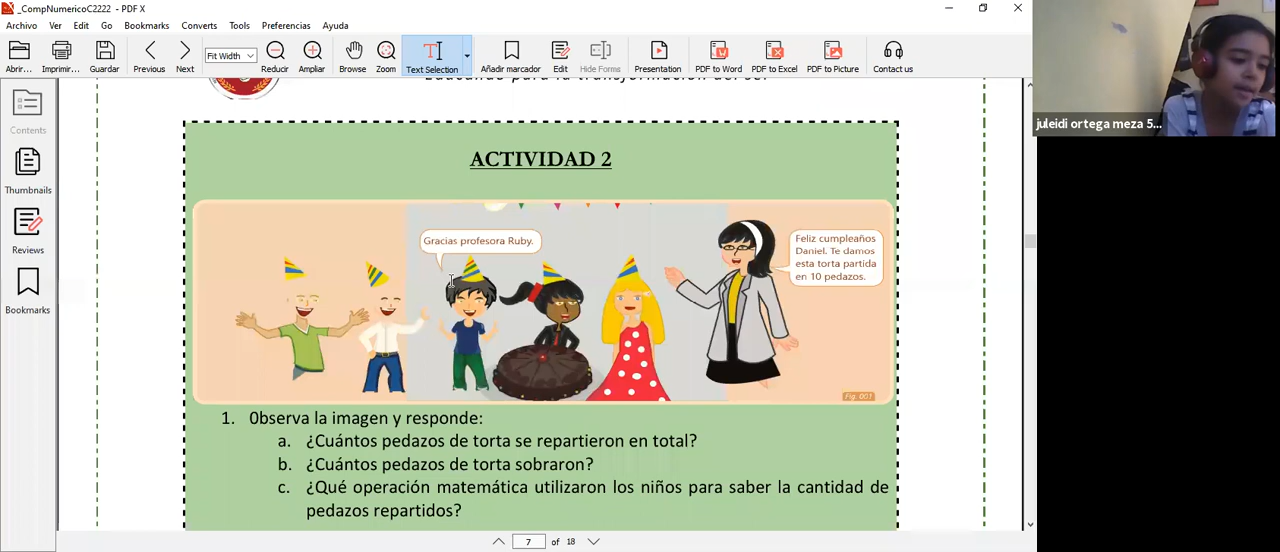 _CompNumericoC2222 - PDF X
Archivo Ver Edit Go Bookmarks Converts Tools Preferencias Ayuda
Abrir... Imprimir... Guardar Previous Next Fit Width Reducir Ampliar Browse Zoom Text Selection Añadir marcador Edit Hide Forms Presentation PDF to Word PDF to Excel PDF to Picture Contact us
juleidi ortega meza 5...
Contents
Thumbnails
Reviews
Bookmarks
ACTIVIDAD 2
Gracias profesora Ruby.
Feliz cumpleaños
Daniel. Te damos
esta torta partida
en 10 pedazos.
Fig. 001
1. Observa la imagen y responde:
a. ¿Cuántos pedazos de torta se repartieron en total?
b. ¿Cuántos pedazos de torta sobraron?
c. ¿Qué operación matemática utilizaron los niños para saber la cantidad de
pedazos repartidos?
7 of 18